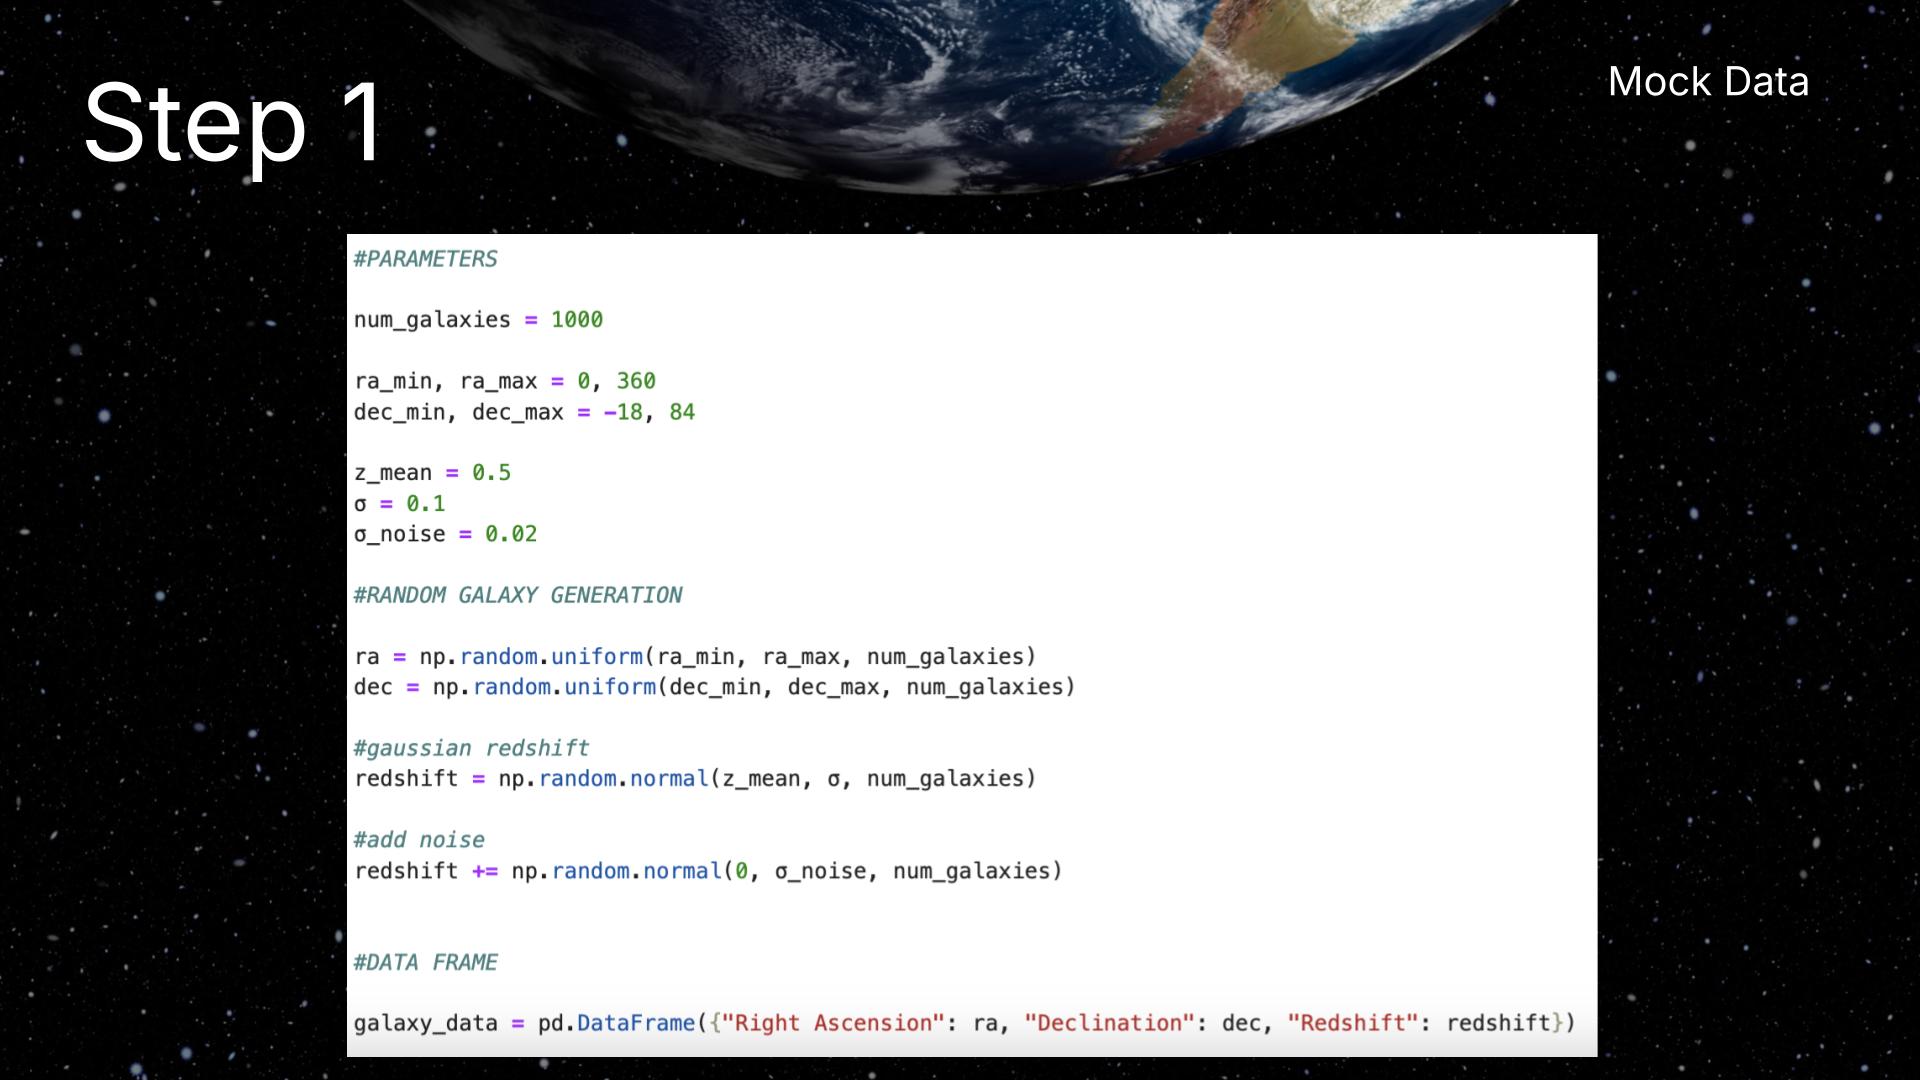 Step 1
Mock Data
#PARAMETERS
num_galaxies = 1000
ra_min, ra_max = 0, 360
dec_min, dec_max = -18, 84
z_mean = 0.5
σ = 0.1
σ_noise = 0.02
#RANDOM GALAXY GENERATION
ra = np.random.uniform(ra_min, ra_max, num_galaxies)
dec = np.random.uniform(dec_min, dec_max, num_galaxies)
#gaussian redshift
redshift = np.random.normal(z_mean, σ, num_galaxies)
#add noise
redshift += np.random.normal(0, σ_noise, num_galaxies)
#DATA FRAME
galaxy_data = pd.DataFrame({"Right Ascension": ra, "Declination": dec, "Redshift": redshift})